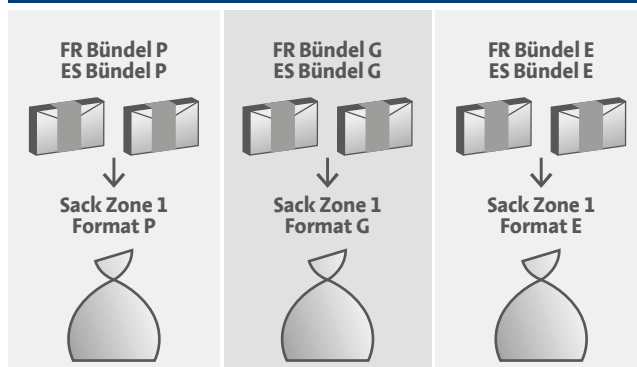 FR Bündel P
ES Bündel P
Sack Zone 1
Format P
FR Bündel G
ES Bündel G
Sack Zone 1
Format G
FR Bündel E
ES Bündel E
Sack Zone 1
Format E